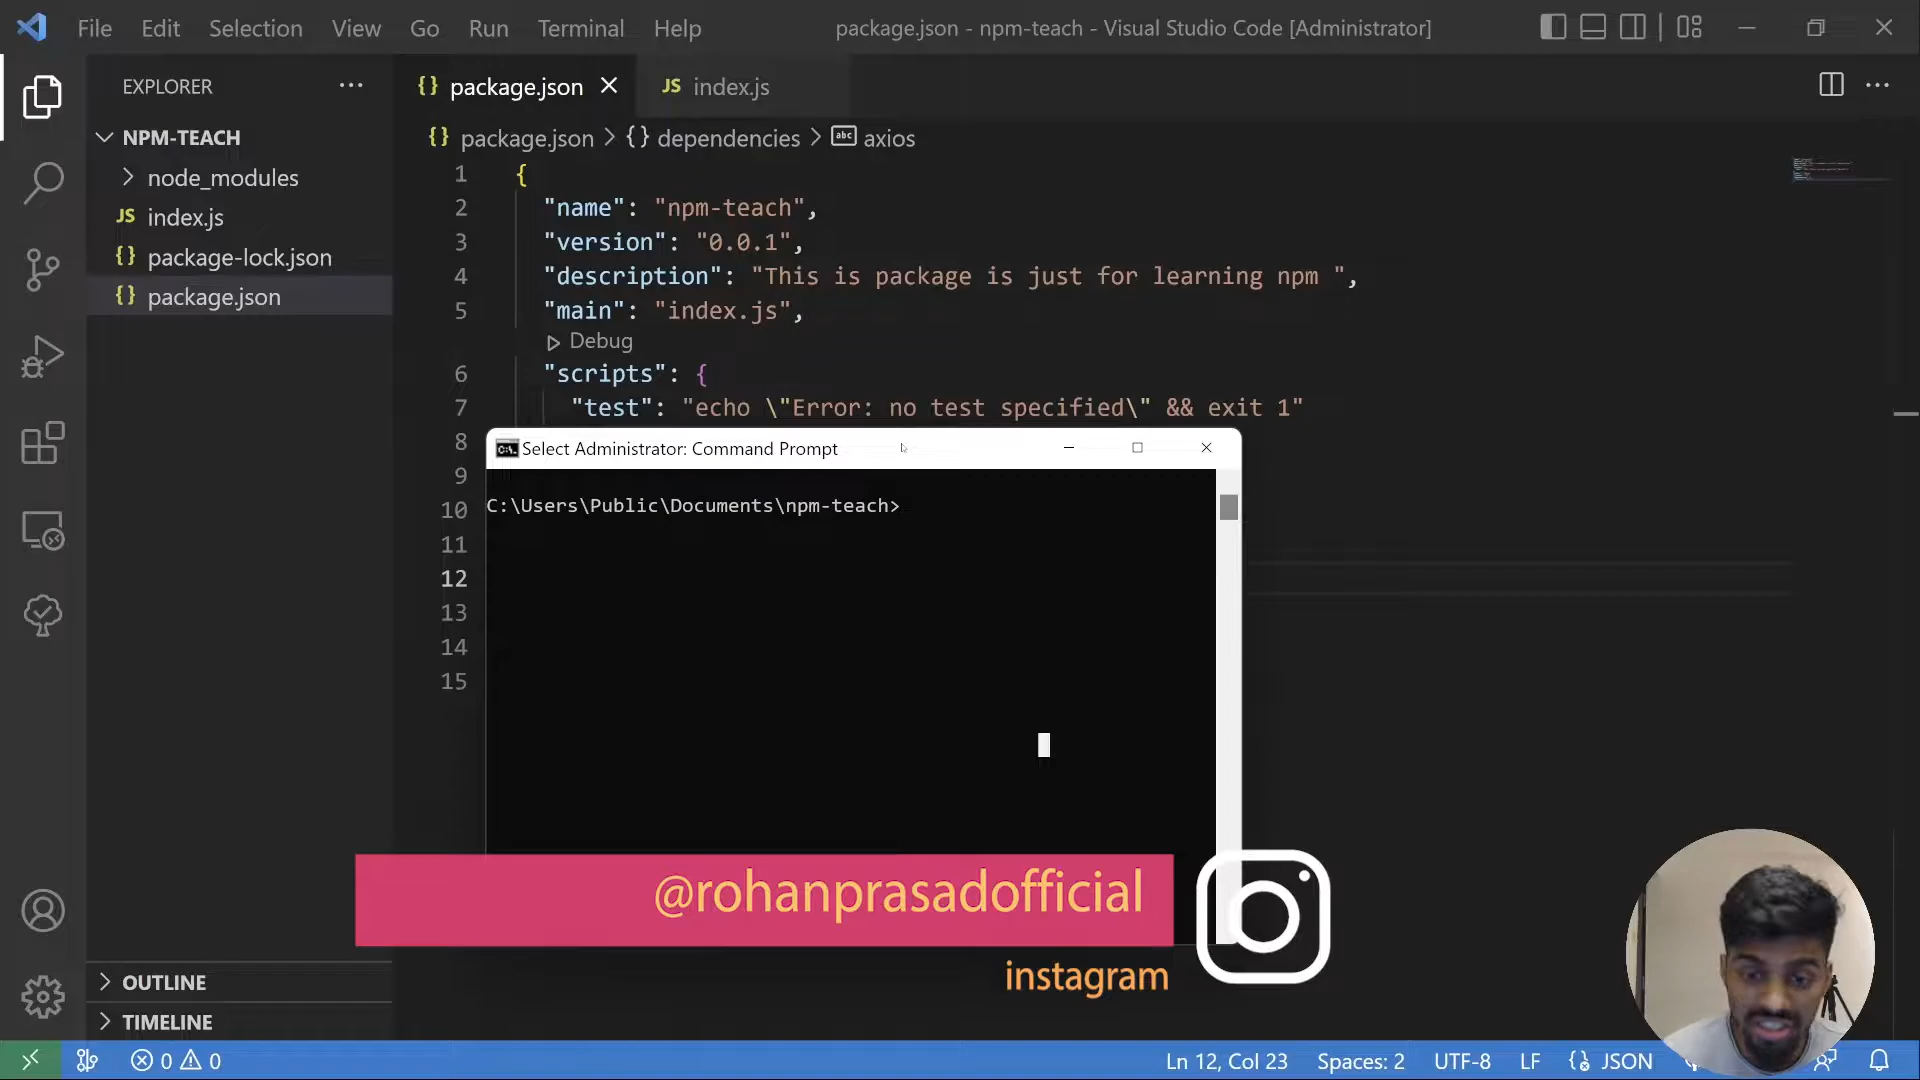 File Edit Selection View Go Run Terminal Help
package.json - npm-teach - Visual Studio Code [Administrator]
EXPLORER
NPM-TEACH
node_modules
JS index.js
{} package-lock.json
{} package.json
OUTLINE
TIMELINE
{} package.json
JS index.js
{} package.json > {} dependencies > abc axios
1 {
2 "name": "npm-teach",
3 "version": "0.0.1",
4 "description": "This is package is just for learning npm ",
5 "main": "index.js",
Debug
6 "scripts": {
7 "test": "echo \"Error: no test specified\" && exit 1"
8
9
10
11
12
13
14
15
Select Administrator: Command Prompt
C:\Users\Public\Documents\npm-teach>
@rohanprasadofficial
instagram
0 0
Ln 12, Col 23 Spaces: 2 UTF-8 LF JSON